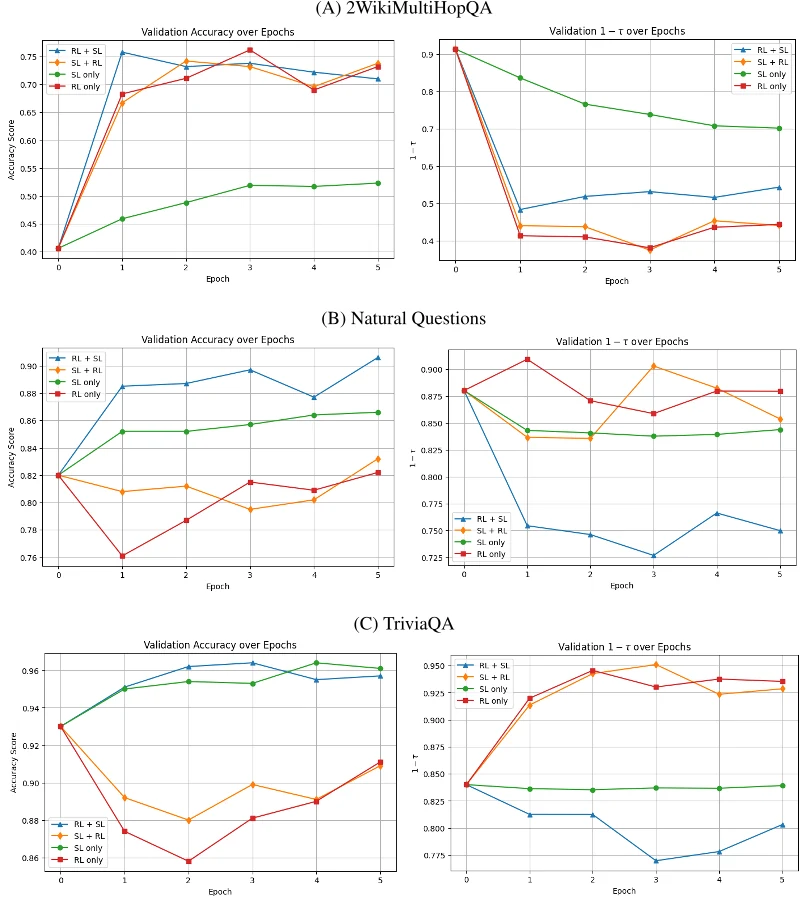 (A) 2WikiMultiHopQA
Validation Accuracy over Epochs
RL + SL
SL + RL
SL only
RL only
0.75
0.70
0.65
0.60
0.55
0.50
0.45
0.40
Accuracy Score
0 1 2 3 4 5
Epoch
Validation 1 − τ over Epochs
RL + SL
SL + RL
SL only
RL only
0.9
0.8
0.7
0.6
0.5
0.4
1 − τ
0 1 2 3 4 5
Epoch
(B) Natural Questions
Validation Accuracy over Epochs
RL + SL
SL + RL
SL only
RL only
0.90
0.88
0.86
0.84
0.82
0.80
0.78
0.76
Accuracy Score
0 1 2 3 4 5
Epoch
Validation 1 − τ over Epochs
0.900
0.875
0.850
0.825
0.800
0.775
0.750
0.725
1 − τ
RL + SL
SL + RL
SL only
RL only
0 1 2 3 4 5
Epoch
(C) TriviaQA
Validation Accuracy over Epochs
0.96
0.94
0.92
0.90
0.88
0.86
Accuracy Score
RL + SL
SL + RL
SL only
RL only
0 1 2 3 4 5
Epoch
Validation 1 − τ over Epochs
RL + SL
SL + RL
SL only
RL only
0.950
0.925
0.900
0.875
0.850
0.825
0.800
0.775
1 − τ
0 1 2 3 4 5
Epoch